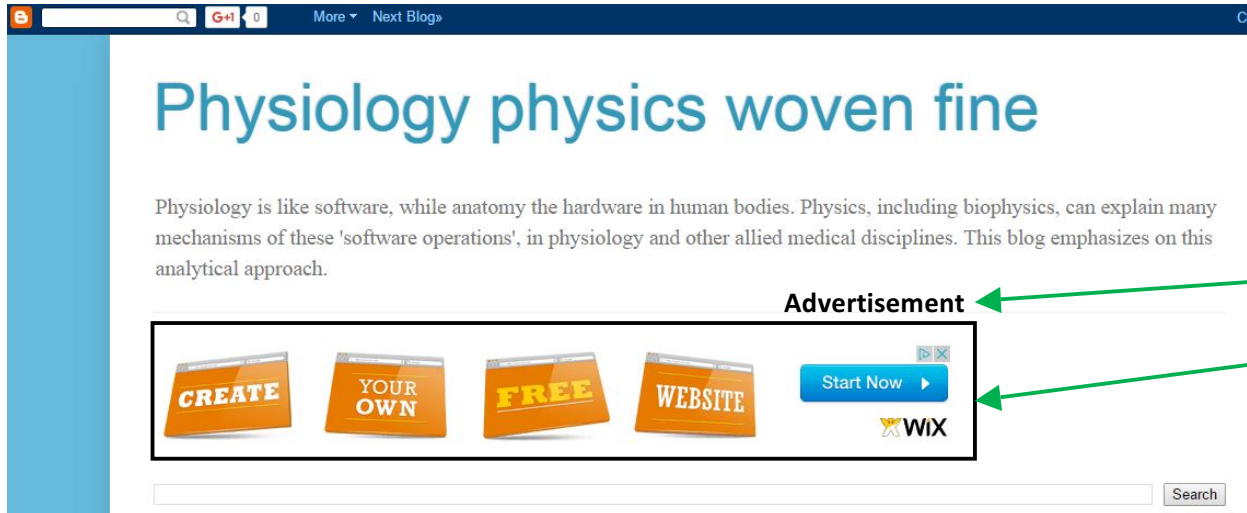 G+1 0 More Next Blog» C
Physiology physics woven fine
Physiology is like software, while anatomy the hardware in human bodies. Physics, including biophysics, can explain many
mechanisms of these 'software operations', in physiology and other allied medical disciplines. This blog emphasizes on this
analytical approach.
Advertisement
CREATE
YOUR
OWN
FREE
WEBSITE
Start Now
WiX
Search